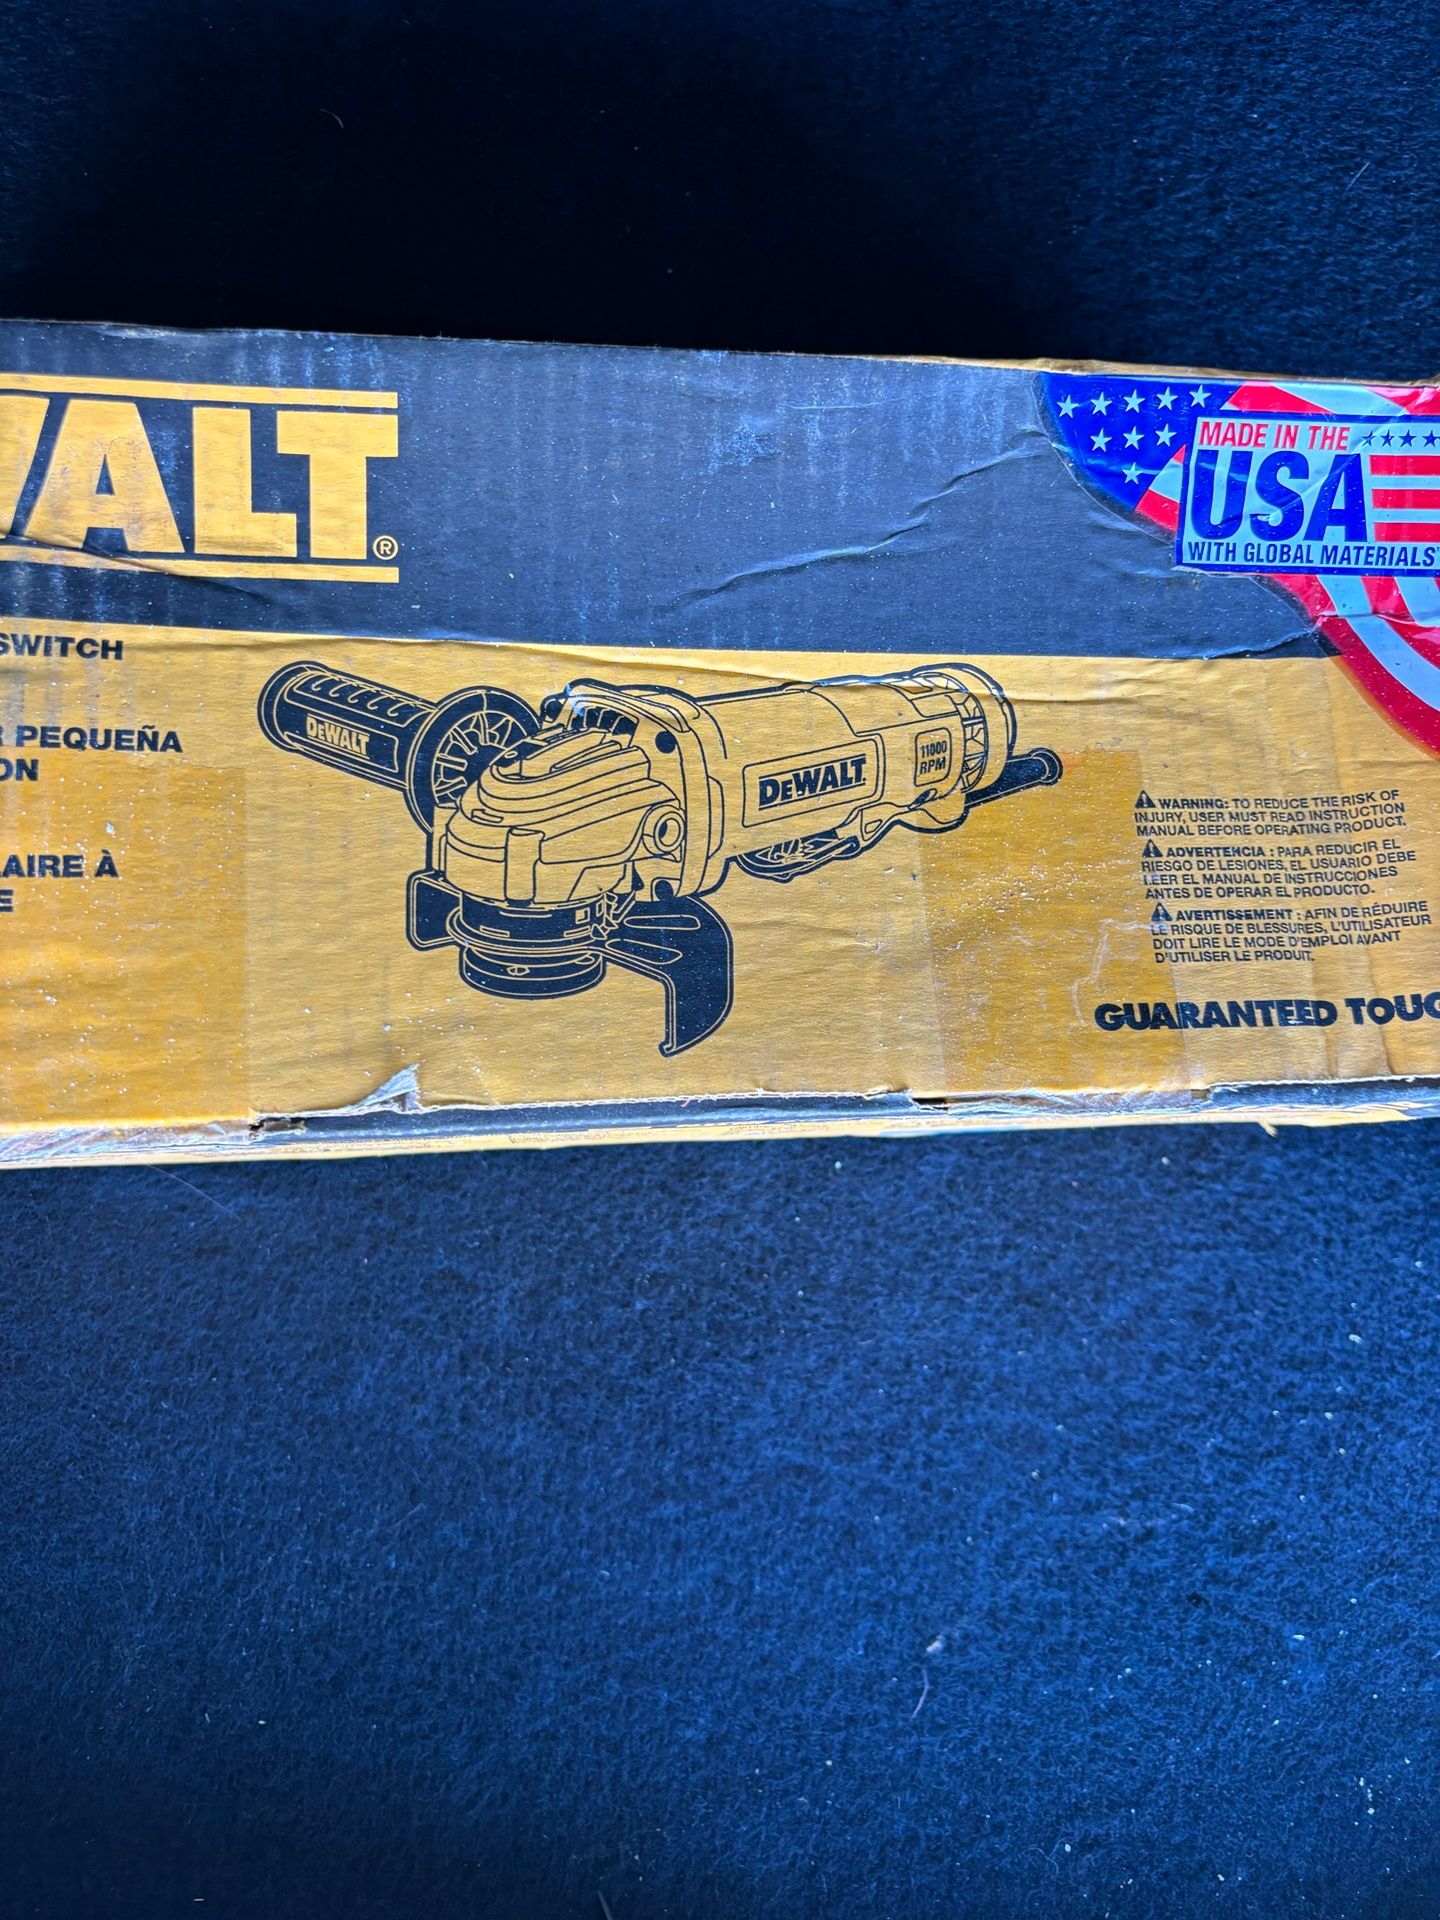 WALT®
MADE IN THE
USA
WITH GLOBAL MATERIALS
SWITCH
R PEQUEÑA
ON
LAIRE À
E
DEWALT
DEWALT
11000
RPM
WARNING: TO REDUCE THE RISK OF
INJURY, USER MUST READ INSTRUCTION
MANUAL BEFORE OPERATING PRODUCT.
ADVERTENCIA : PARA REDUCIR EL
RIESGO DE LESIONES, EL USUARIO DEBE
LEER EL MANUAL DE INSTRUCCIONES
ANTES DE OPERAR EL PRODUCTO.
AVERTISSEMENT : AFIN DE RÉDUIRE
LE RISQUE DE BLESSURES, L'UTILISATEUR
DOIT LIRE LE MODE D'EMPLOI AVANT
D'UTILISER LE PRODUIT.
GUARANTEED TOUG